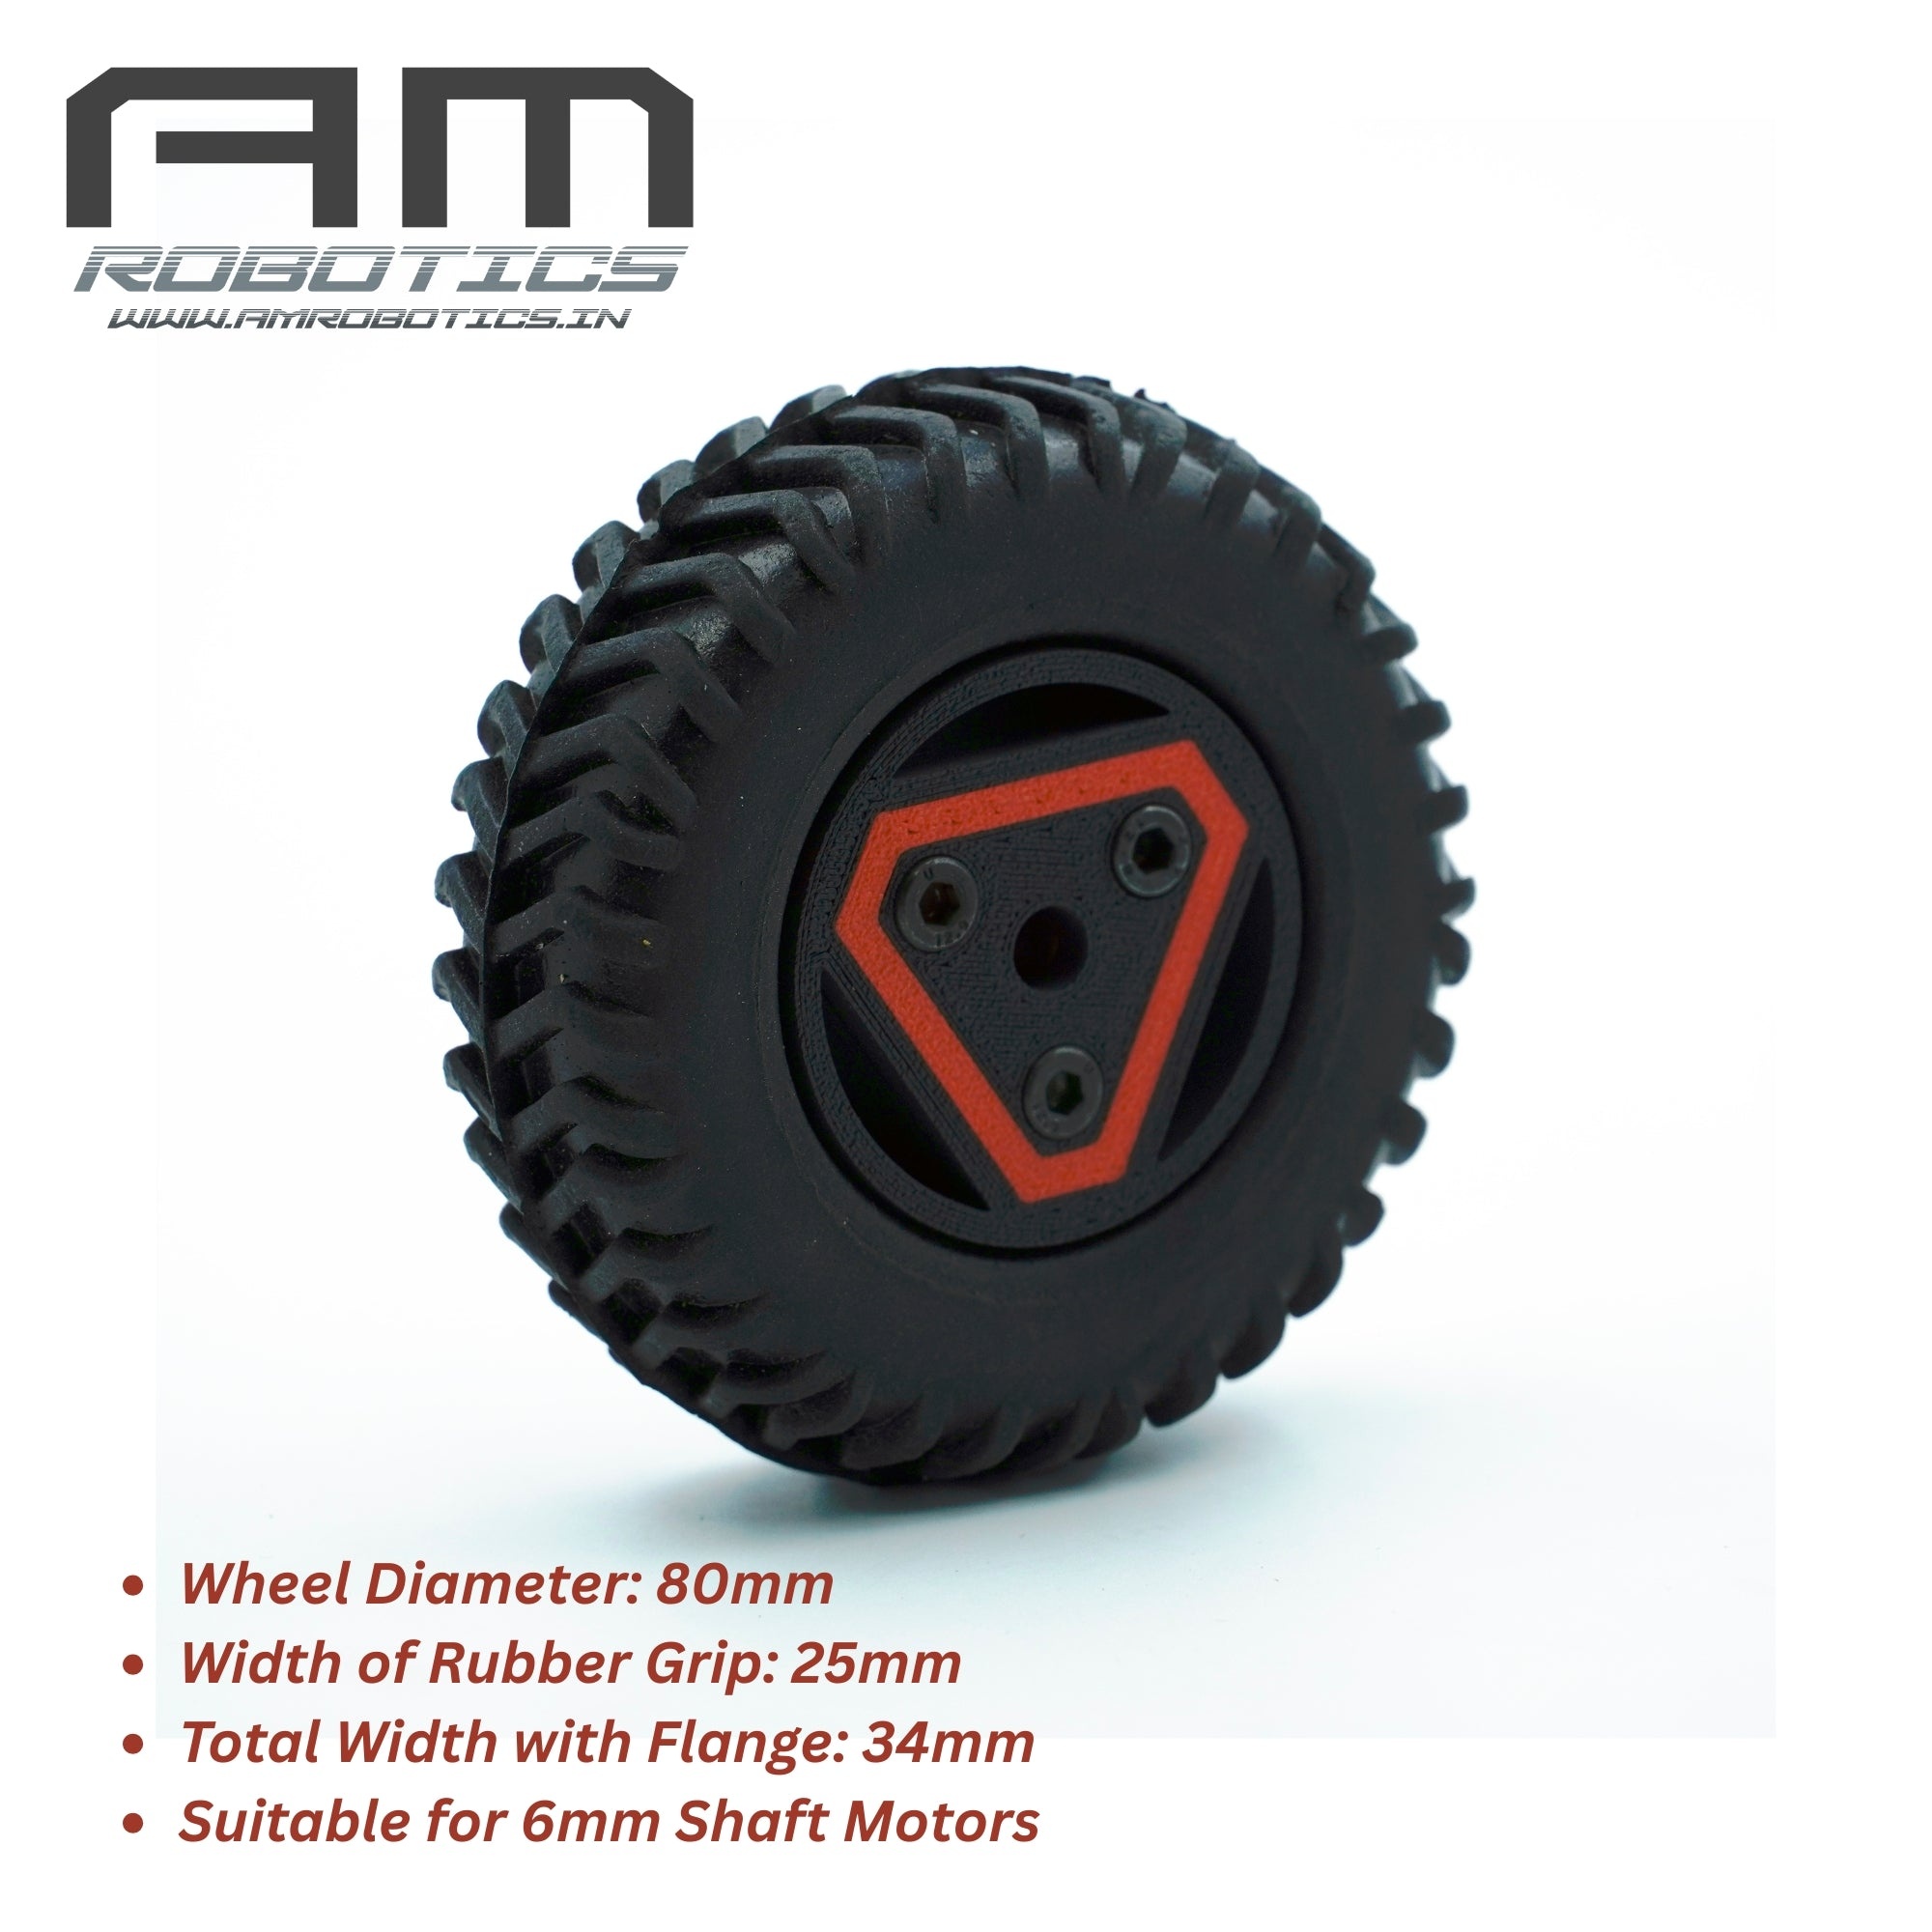 AM
ROBOTICS
WWW.AMROBOTICS.IN
• Wheel Diameter: 80mm
• Width of Rubber Grip: 25mm
• Total Width with Flange: 34mm
• Suitable for 6mm Shaft Motors